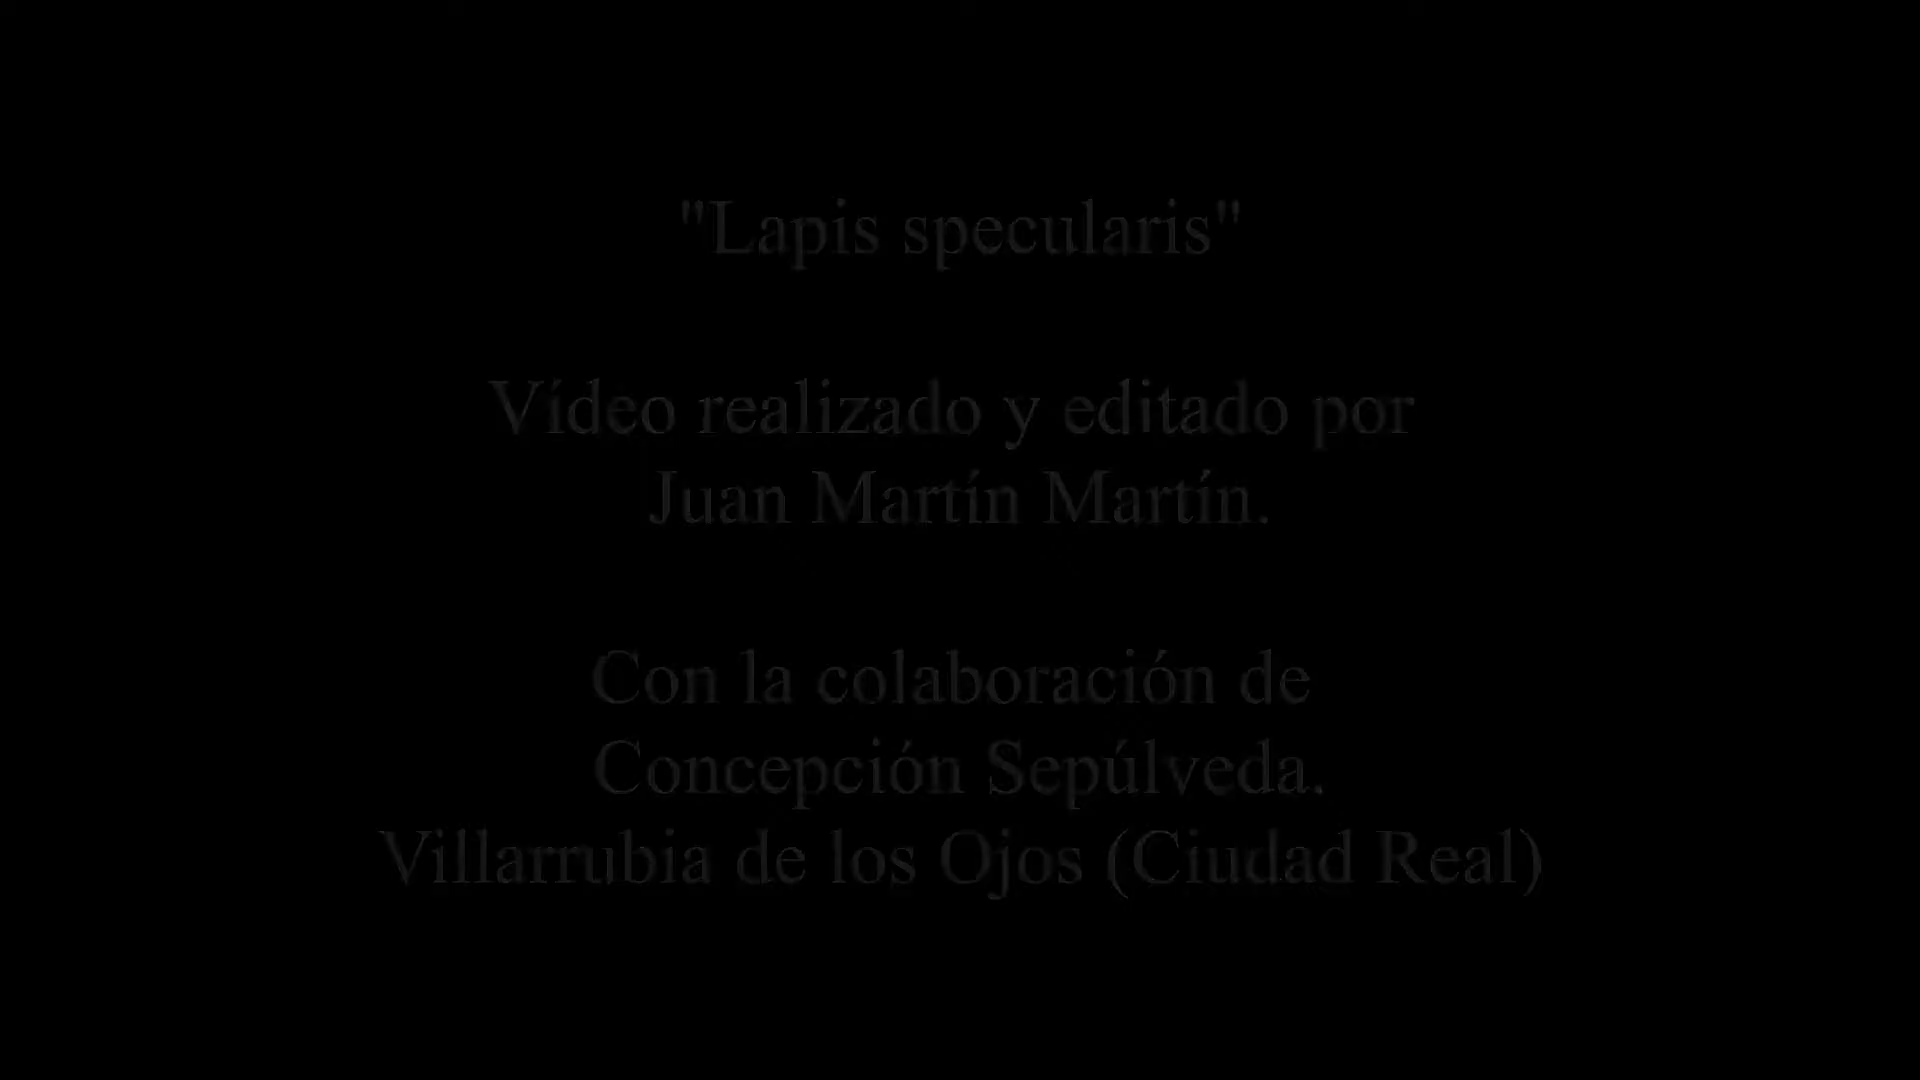 "Lapis specularis"
Vídeo realizado y editado por
Juan Martín Martín.
Con la colaboración de
Concepción Sepúlveda.
Villarrubia de los Ojos (Ciudad Real)